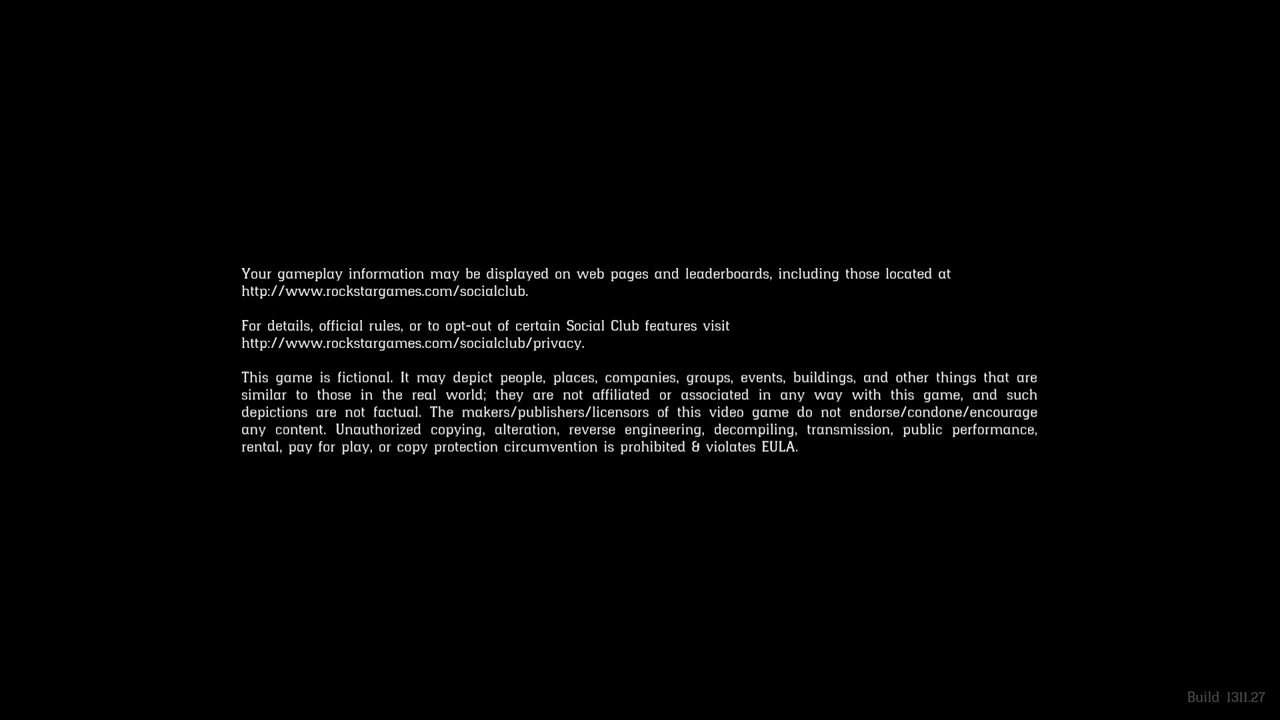 Your gameplay information may be displayed on web pages and leaderboards, including those located at
http://www.rockstargames.com/socialclub.
For details, official rules, or to opt-out of certain Social Club features visit
http://www.rockstargames.com/socialclub/privacy.
This game is fictional. It may depict people, places, companies, groups, events, buildings, and other things that are
similar to those in the real world; they are not affiliated or associated in any way with this game, and such
depictions are not factual. The makers/publishers/licensors of this video game do not endorse/condone/encourage
any content. Unauthorized copying, alteration, reverse engineering, decompiling, transmission, public performance,
rental, pay for play, or copy protection circumvention is prohibited & violates EULA.
Build 1311.27